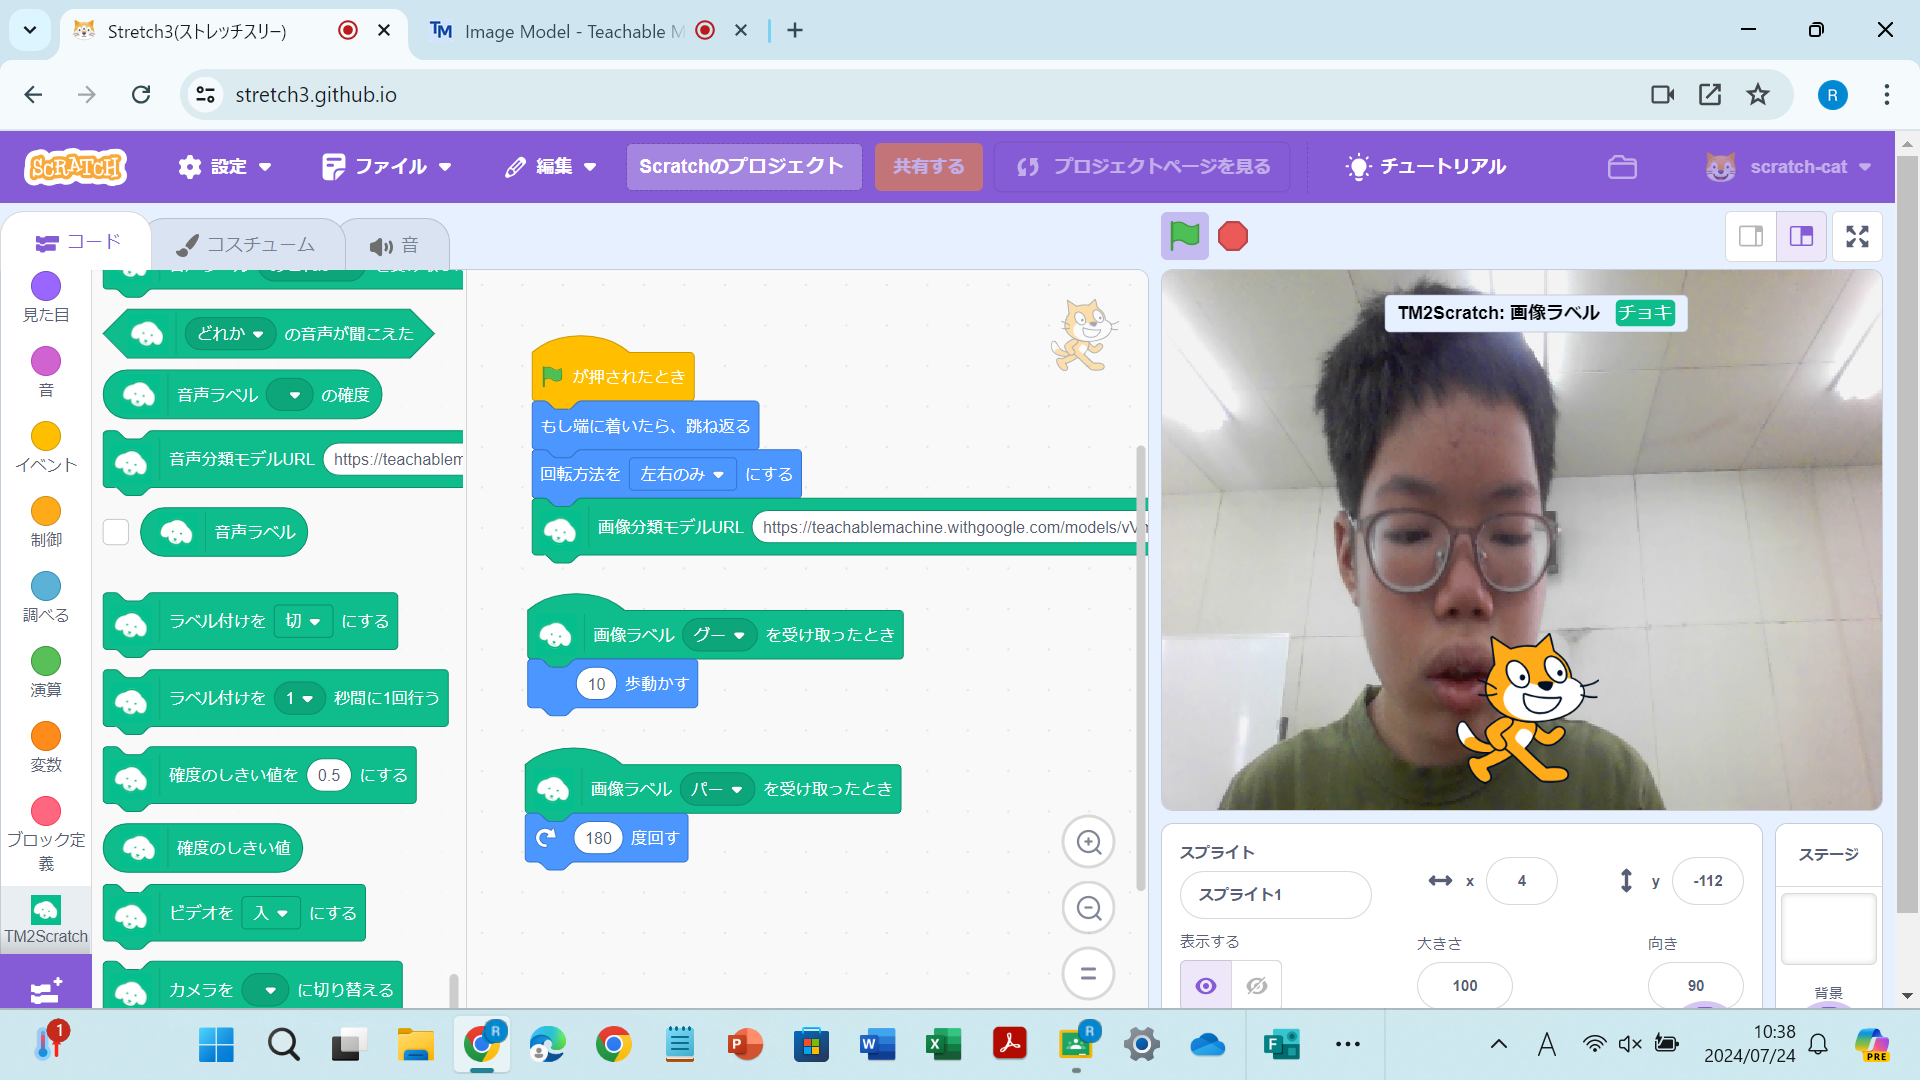 Stretch3(ストレッチスリー)
Image Model - Teachable M
stretch3.github.io
R
SCRATCH
設定
ファイル
編集
Scratchのプロジェクト
共有する
プロジェクトページを見る
チュートリアル
scratch-cat
コード
コスチューム
音
見た目
音
イベント
制御
調べる
演算
変数
ブロック定義
TM2Scratch
どれか の音声が聞こえた
音声ラベル の確度
音声分類モデルURL https://teachablem
音声ラベル
ラベル付けを 切 にする
ラベル付けを 1 秒間に1回行う
確度のしきい値を 0.5 にする
確度のしきい値
ビデオを 入 にする
カメラを に切り替える
が押されたとき
もし端に着いたら、跳ね返る
回転方法を 左右のみ にする
画像分類モデルURL https://teachablemachine.withgoogle.com/models/vV
画像ラベル グー を受け取ったとき
10 歩動かす
画像ラベル パー を受け取ったとき
180 度回す
TM2Scratch: 画像ラベル チョキ
スプライト
スプライト1
x 4
y -112
表示する
大きさ
100
向き
90
ステージ
背景
1
R
P
W
X
R
F
A
10:38
2024/07/24
PRE